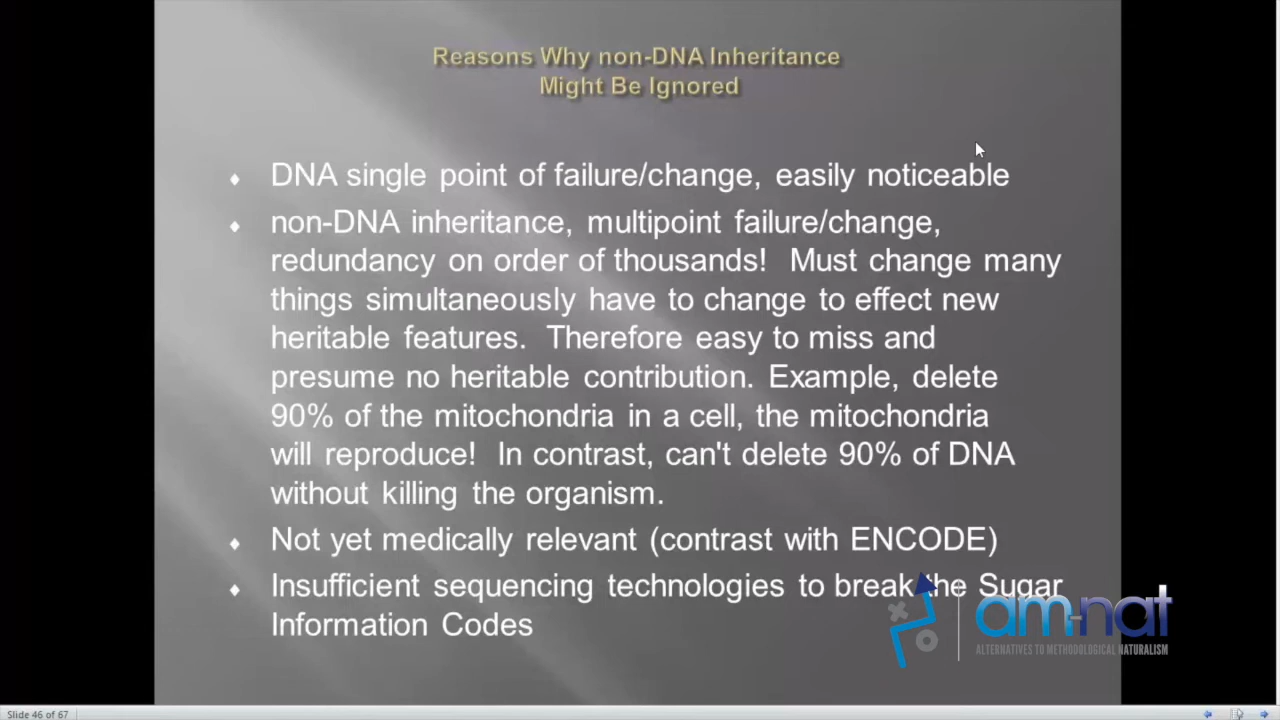 Reasons Why non-DNA Inheritance
Might Be Ignored
DNA single point of failure/change, easily noticeable
non-DNA inheritance, multipoint failure/change,
redundancy on order of thousands!  Must change many
things simultaneously have to change to effect new
heritable features.  Therefore easy to miss and
presume no heritable contribution. Example, delete
90% of the mitochondria in a cell, the mitochondria
will reproduce!  In contrast, can't delete 90% of DNA
without killing the organism.
Not yet medically relevant (contrast with ENCODE)
Insufficient sequencing technologies to break the Sugar
Information Codes
am-nat
ALTERNATIVES TO METHODOLOGICAL NATURALISM
Slide 46 of 67